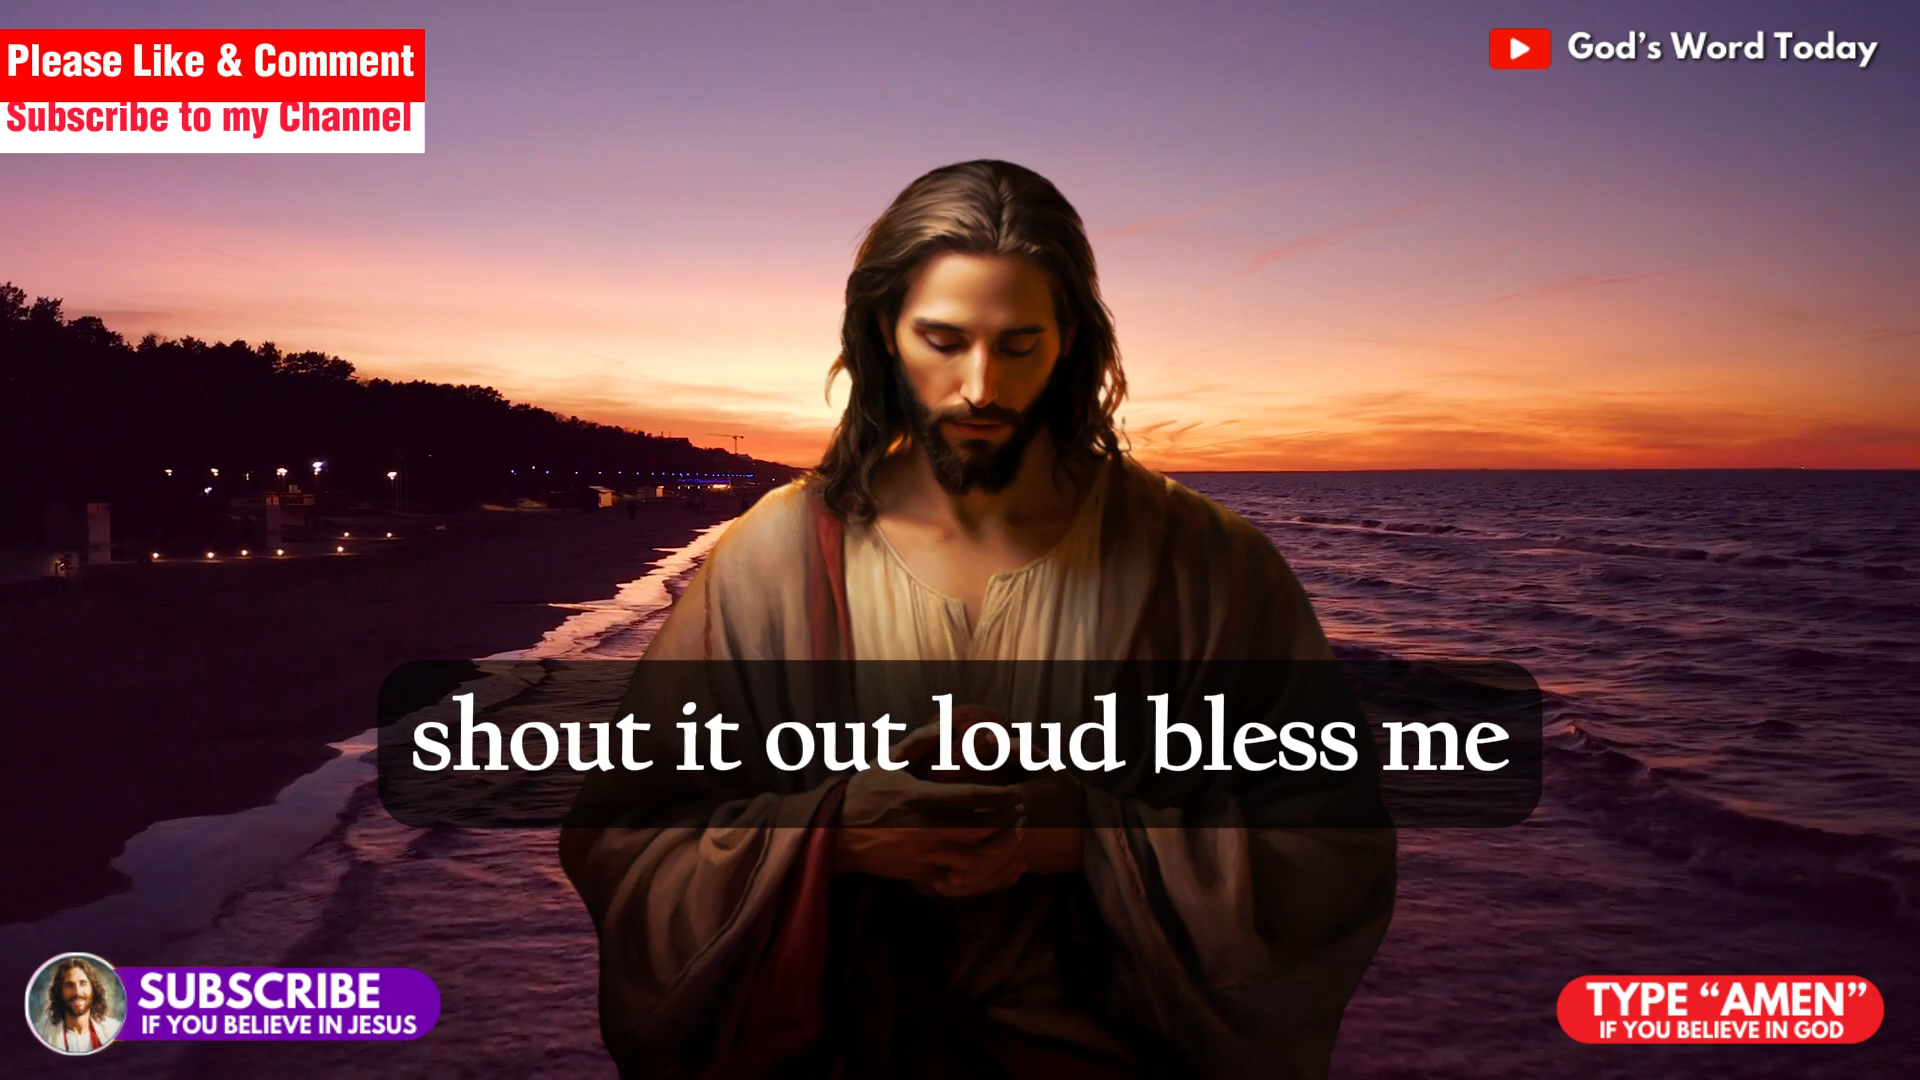 Please Like & Comment
Subscribe to my Channel
God's Word Today
shout it out loud bless me
SUBSCRIBE
IF YOU BELIEVE IN JESUS
TYPE “AMEN”
IF YOU BELIEVE IN GOD